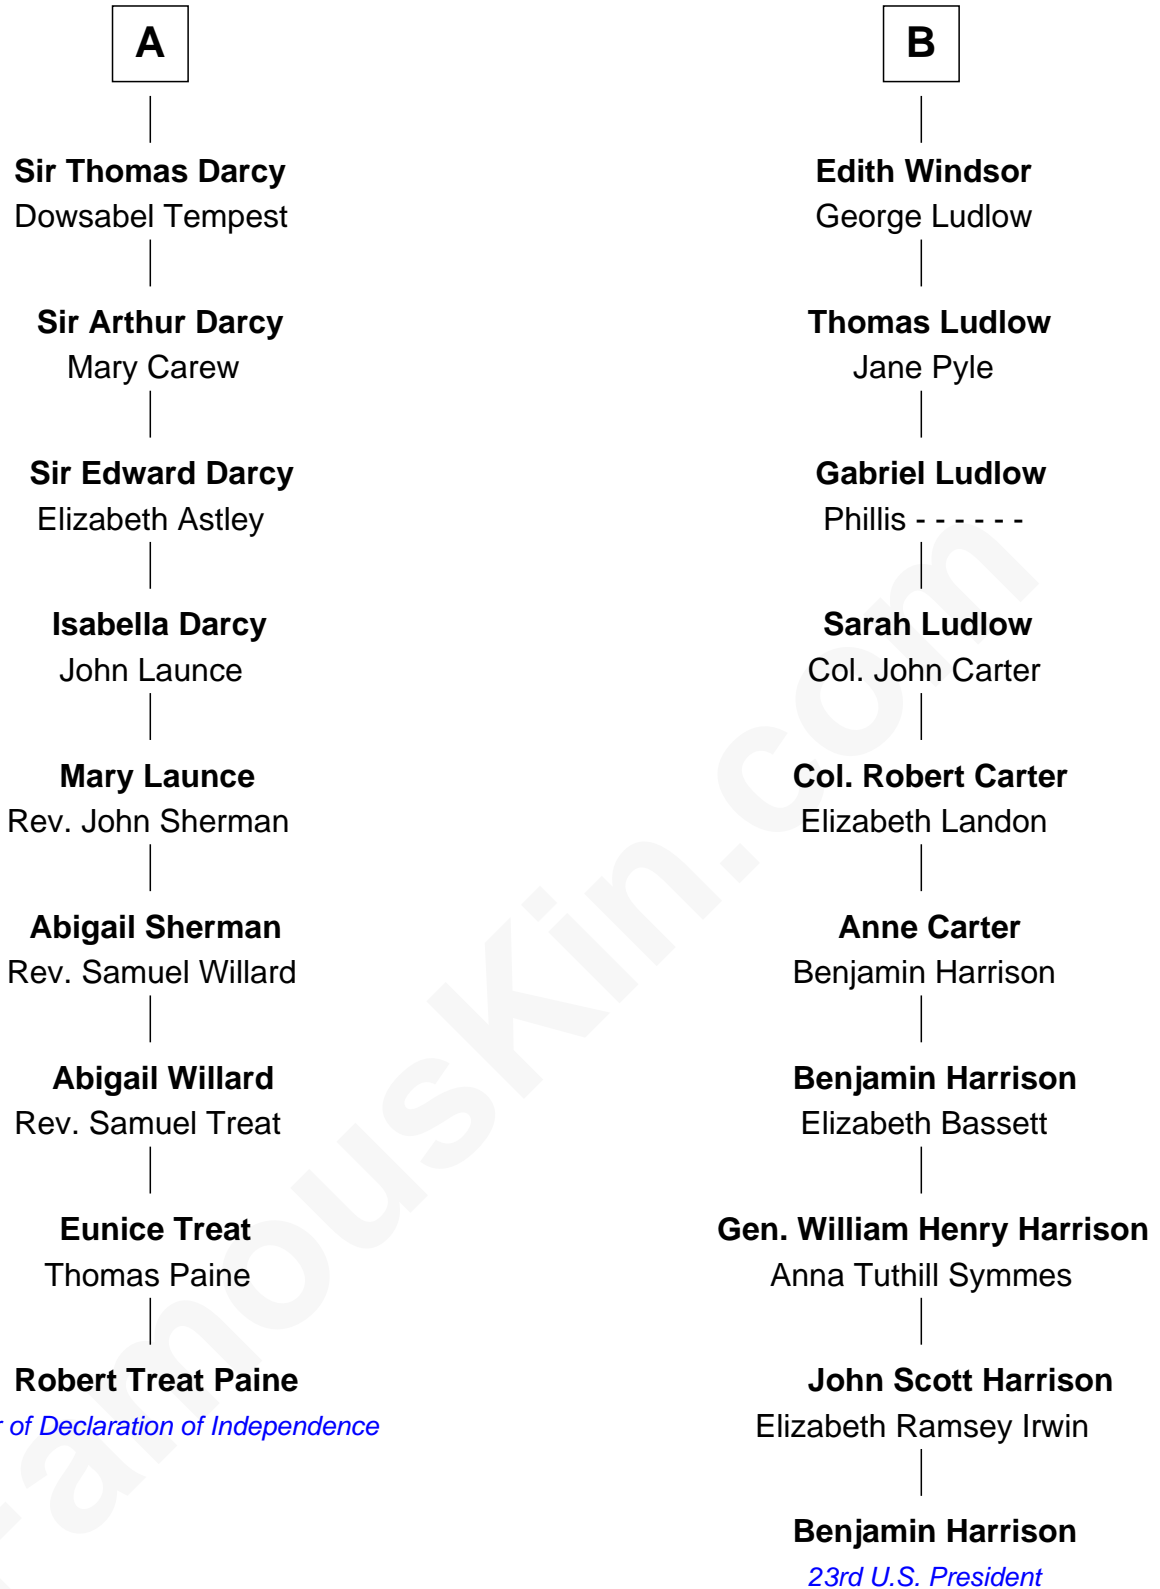 A
Sir Thomas Darcy
Dowsabel Tempest
Sir Arthur Darcy
Mary Carew
Sir Edward Darcy
Elizabeth Astley
Isabella Darcy
John Launce
Mary Launce
Rev. John Sherman
Abigail Sherman
Rev. Samuel Willard
Abigail Willard
Rev. Samuel Treat
Eunice Treat
Thomas Paine
Robert Treat Paine
of Declaration of Independence
B
Edith Windsor
George Ludlow
Thomas Ludlow
Jane Pyle
Gabriel Ludlow
Phillis - - - - - -
Sarah Ludlow
Col. John Carter
Col. Robert Carter
Elizabeth Landon
Anne Carter
Benjamin Harrison
Benjamin Harrison
Elizabeth Bassett
Gen. William Henry Harrison
Anna Tuthill Symmes
John Scott Harrison
Elizabeth Ramsey Irwin
Benjamin Harrison
23rd U.S. President
FamousKin.com